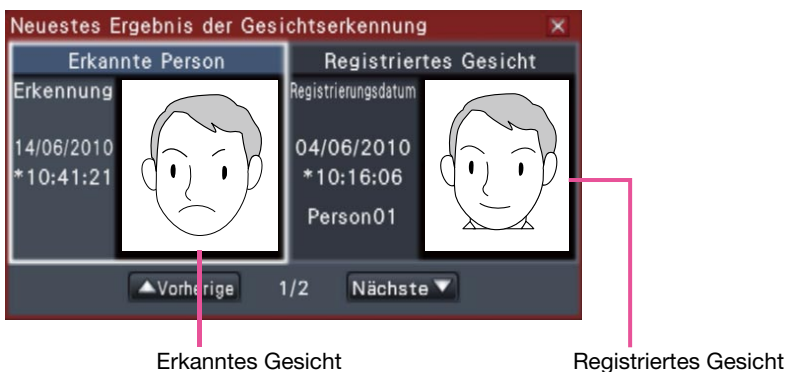 Neuestes Ergebnis der Gesichtserkennung
Erkannte Person
Registriertes Gesicht
Erkennung
14/06/2010
*10:41:21
Registrierungsdatum
04/06/2010
*10:16:06
Person01
▲Vorherige 1/2 Nächste▼
Erkanntes Gesicht
Registriertes Gesicht